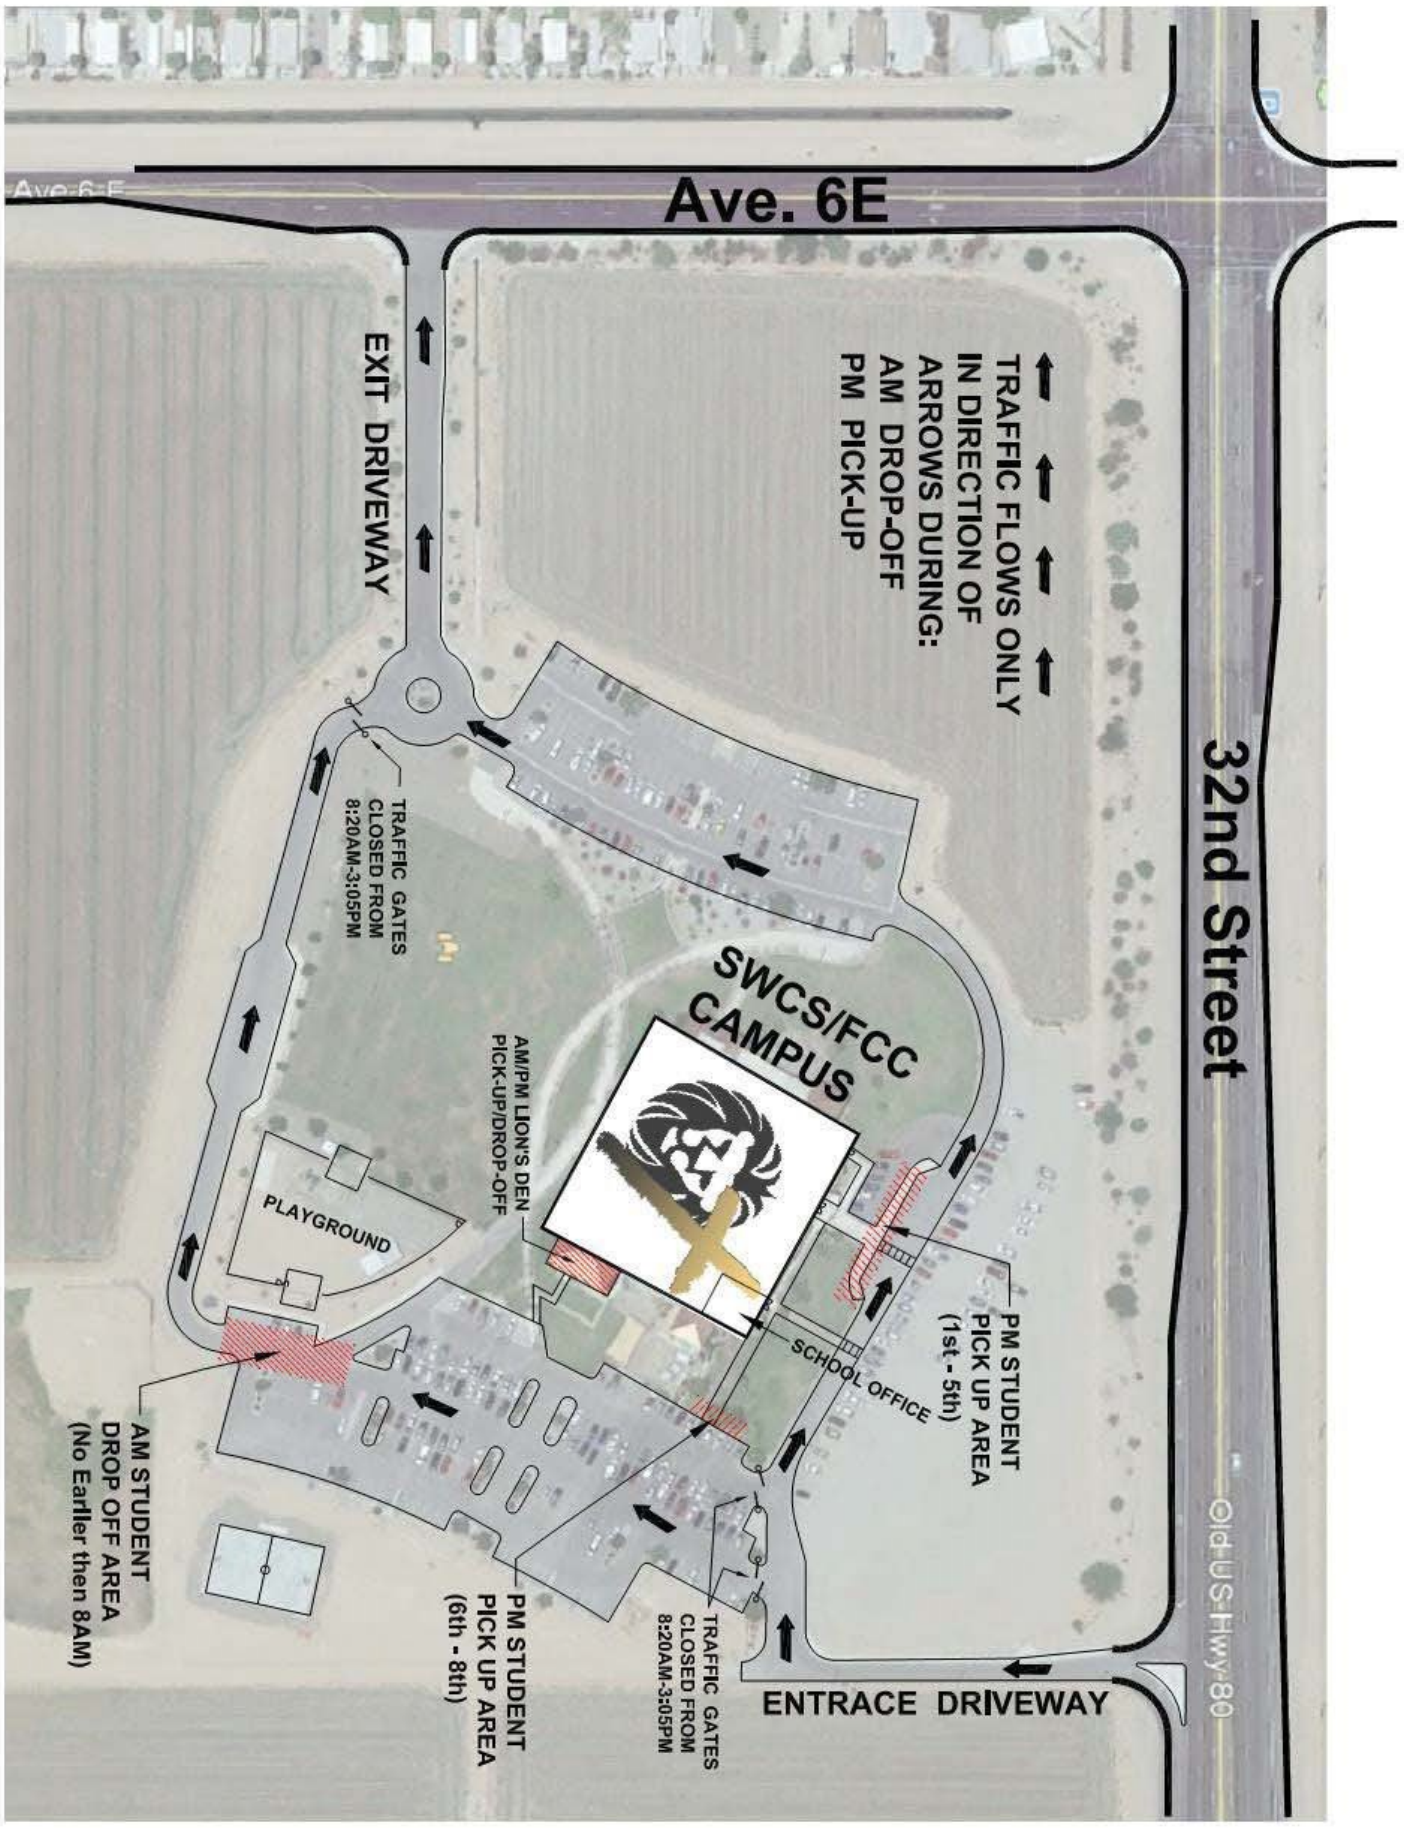 32nd Street
Old US Hwy 80
Ave. 6E
Ave 6 E
TRAFFIC FLOWS ONLY
IN DIRECTION OF
ARROWS DURING:
AM DROP-OFF
PM PICK-UP
EXIT DRIVEWAY
TRAFFIC GATES
CLOSED FROM
8:20AM-3:05PM
SWCS/FCC
CAMPUS
AM/PM LION'S DEN
PICK-UP/DROP-OFF
PLAYGROUND
PM STUDENT
PICK UP AREA
(1st - 5th)
SCHOOL OFFICE
AM STUDENT
DROP OFF AREA
(No Earlier then 8AM)
PM STUDENT
PICK UP AREA
(6th - 8th)
TRAFFIC GATES
CLOSED FROM
8:20AM-3:05PM
ENTRACE DRIVEWAY